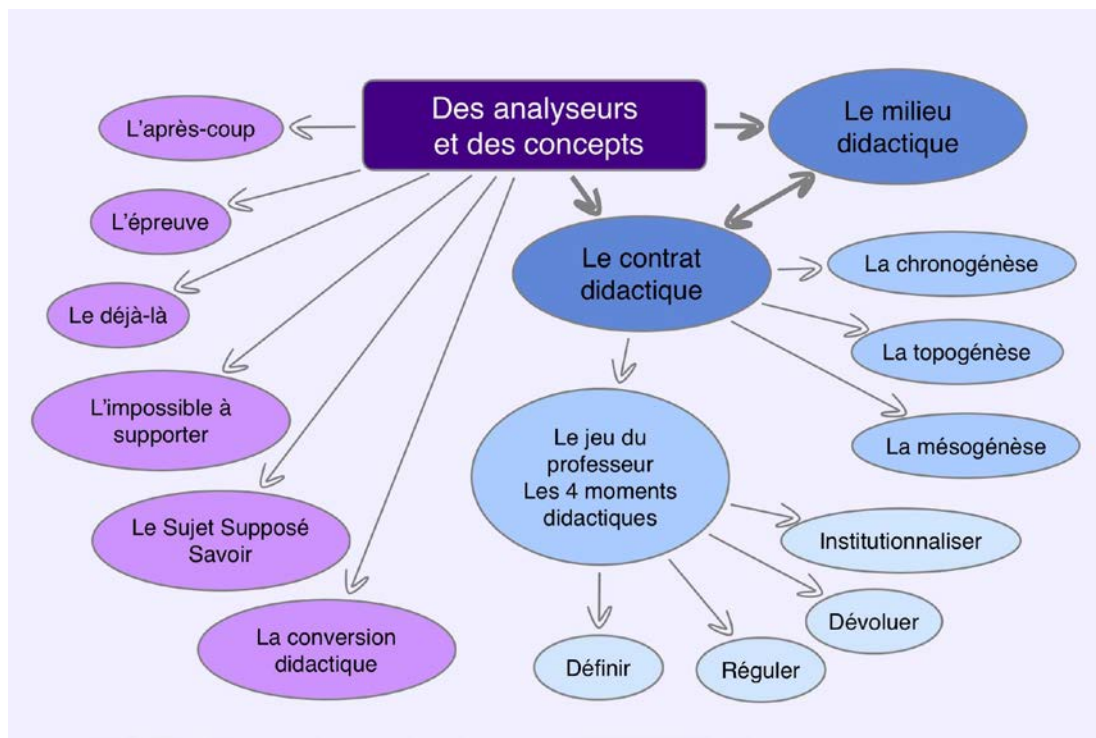 Des analyseurs
et des concepts
Le milieu
didactique
L'après-coup
L'épreuve
Le déjà-là
L'impossible à
supporter
Le Sujet Supposé
Savoir
La conversion
didactique
Le contrat
didactique
La chronogénèse
La topogénèse
La mésogénèse
Le jeu du
professeur
Les 4 moments
didactiques
Institutionnaliser
Dévoluer
Réguler
Définir